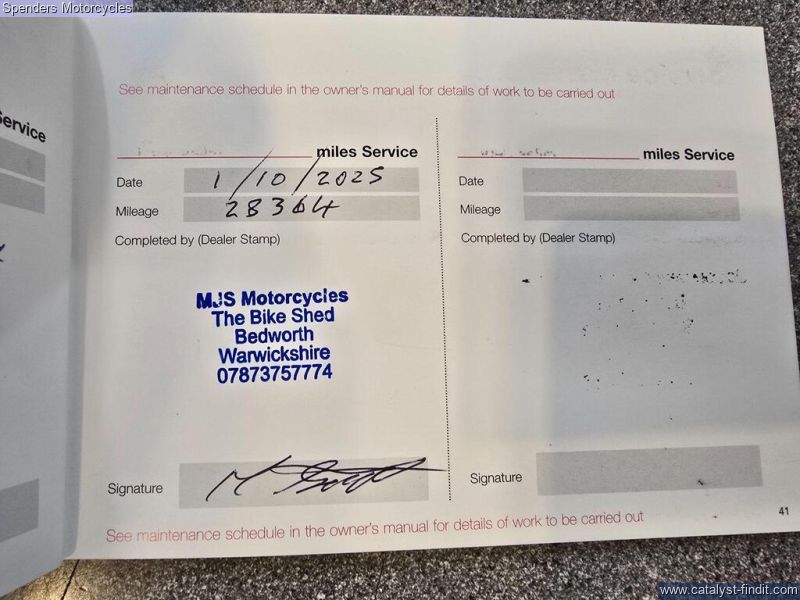 Spenders Motorcycles
See maintenance schedule in the owner's manual for details of work to be carried out
Service
miles Service
Date 1/10/2025
Mileage 28364
Completed by (Dealer Stamp)
MJS Motorcycles
The Bike Shed
Bedworth
Warwickshire
07873757774
Signature
miles Service
Date
Mileage
Completed by (Dealer Stamp)
Signature
41
See maintenance schedule in the owner's manual for details of work to be carried out
www.catalyst-findit.com